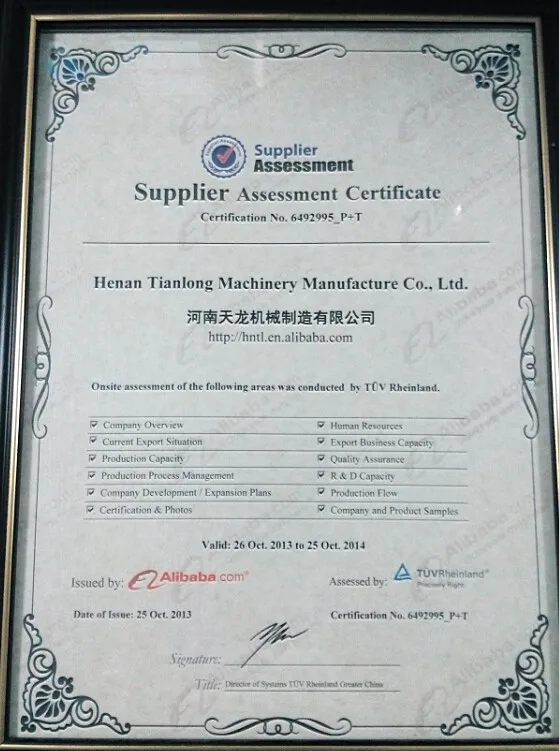 Supplier
Assessment
Supplier Assessment Certificate
Certification No. 6492995_P+T
Henan Tianlong Machinery Manufacture Co., Ltd.
河南天龙机械制造有限公司
http://hntl.en.alibaba.com
Onsite assessment of the following areas was conducted by TÜV Rheinland.
Company Overview
Human Resources
Current Export Situation
Export Business Capacity
Production Capacity
Quality Assurance
Production Process Management
R & D Capacity
Company Development / Expansion Plans
Production Flow
Certification & Photos
Company and Product Samples
Valid: 26 Oct. 2013 to 25 Oct. 2014
Issued by: Alibaba.com®
Assessed by: TÜVRheinland®
Precisely Right.
Date of Issue: 25 Oct. 2013
Certification No. 6492995_P+T
Signature:
Title: Director of Systems TÜV Rheinland Greater China